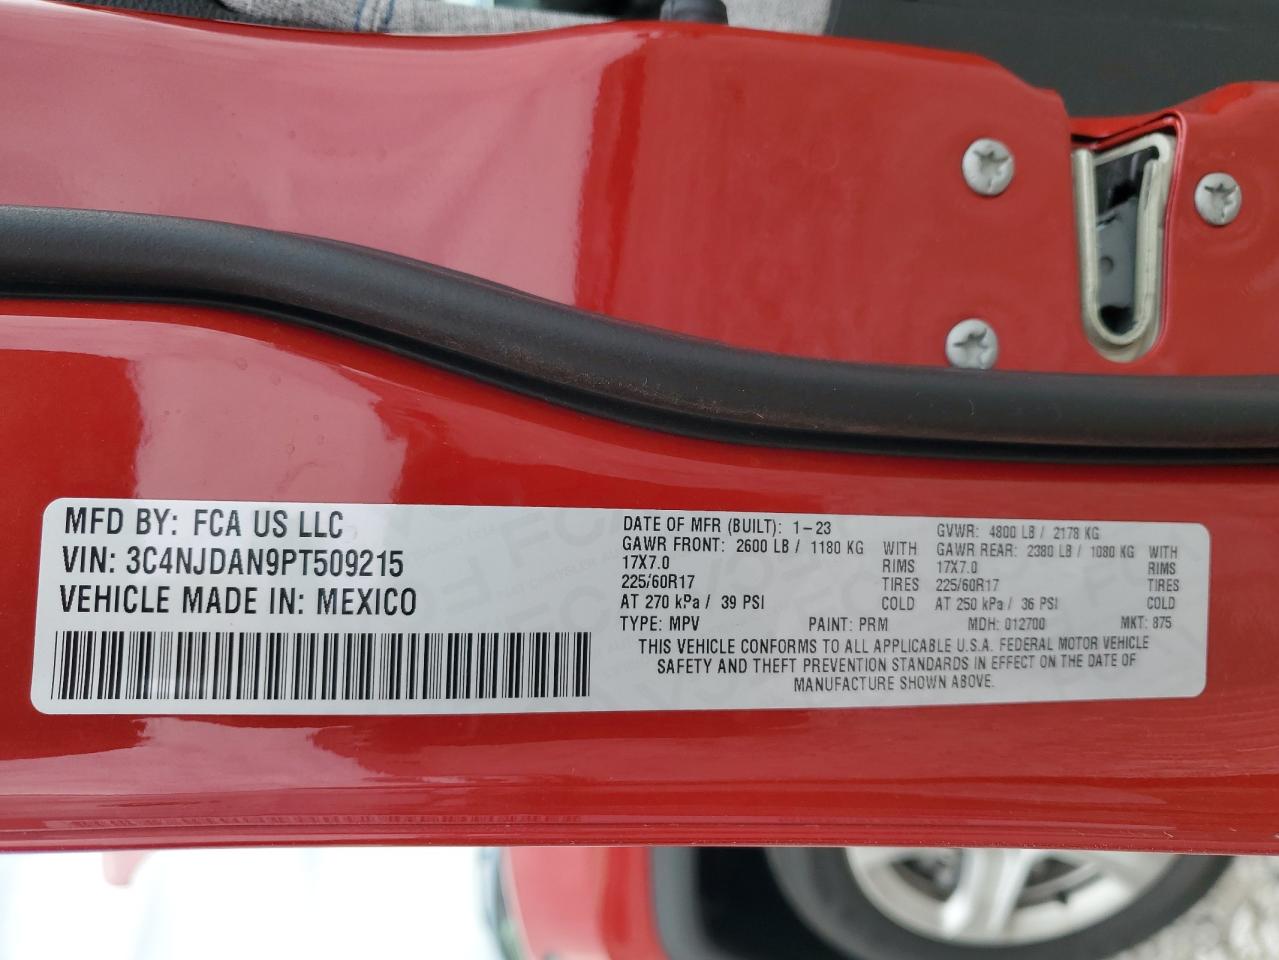 MFD BY: FCA US LLC
VIN: 3C4NJDAN9PT509215
VEHICLE MADE IN: MEXICO
DATE OF MFR (BUILT): 1-23 GVWR: 4800 LB / 2178 KG
GAWR FRONT: 2600 LB / 1180 KG WITH GAWR REAR: 2380 LB / 1080 KG WITH
17X7.0 RIMS 17X7.0 RIMS
225/60R17 TIRES 225/60R17 TIRES
AT 270 kPa / 39 PSI COLD AT 250 kPa / 36 PSI COLD
TYPE: MPV PAINT: PRM MDH: 012700 MKT: 875
THIS VEHICLE CONFORMS TO ALL APPLICABLE U.S.A. FEDERAL MOTOR VEHICLE
SAFETY AND THEFT PREVENTION STANDARDS IN EFFECT ON THE DATE OF
MANUFACTURE SHOWN ABOVE.